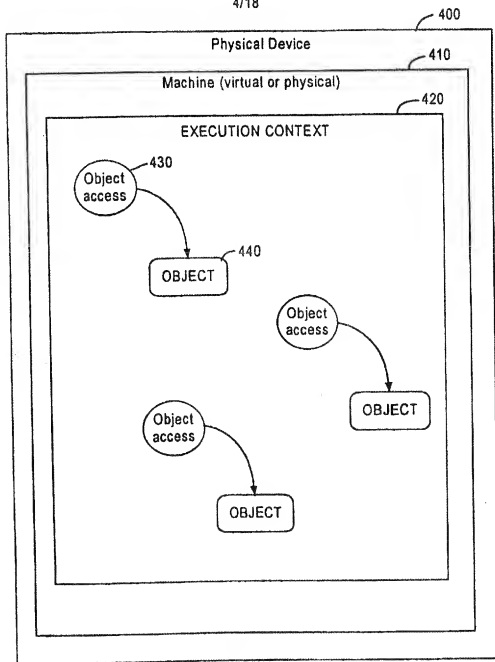 4/18
400
Physical Device
410
Machine (virtual or physical)
420
EXECUTION CONTEXT
430
Object
access
440
OBJECT
Object
access
OBJECT
Object
access
OBJECT